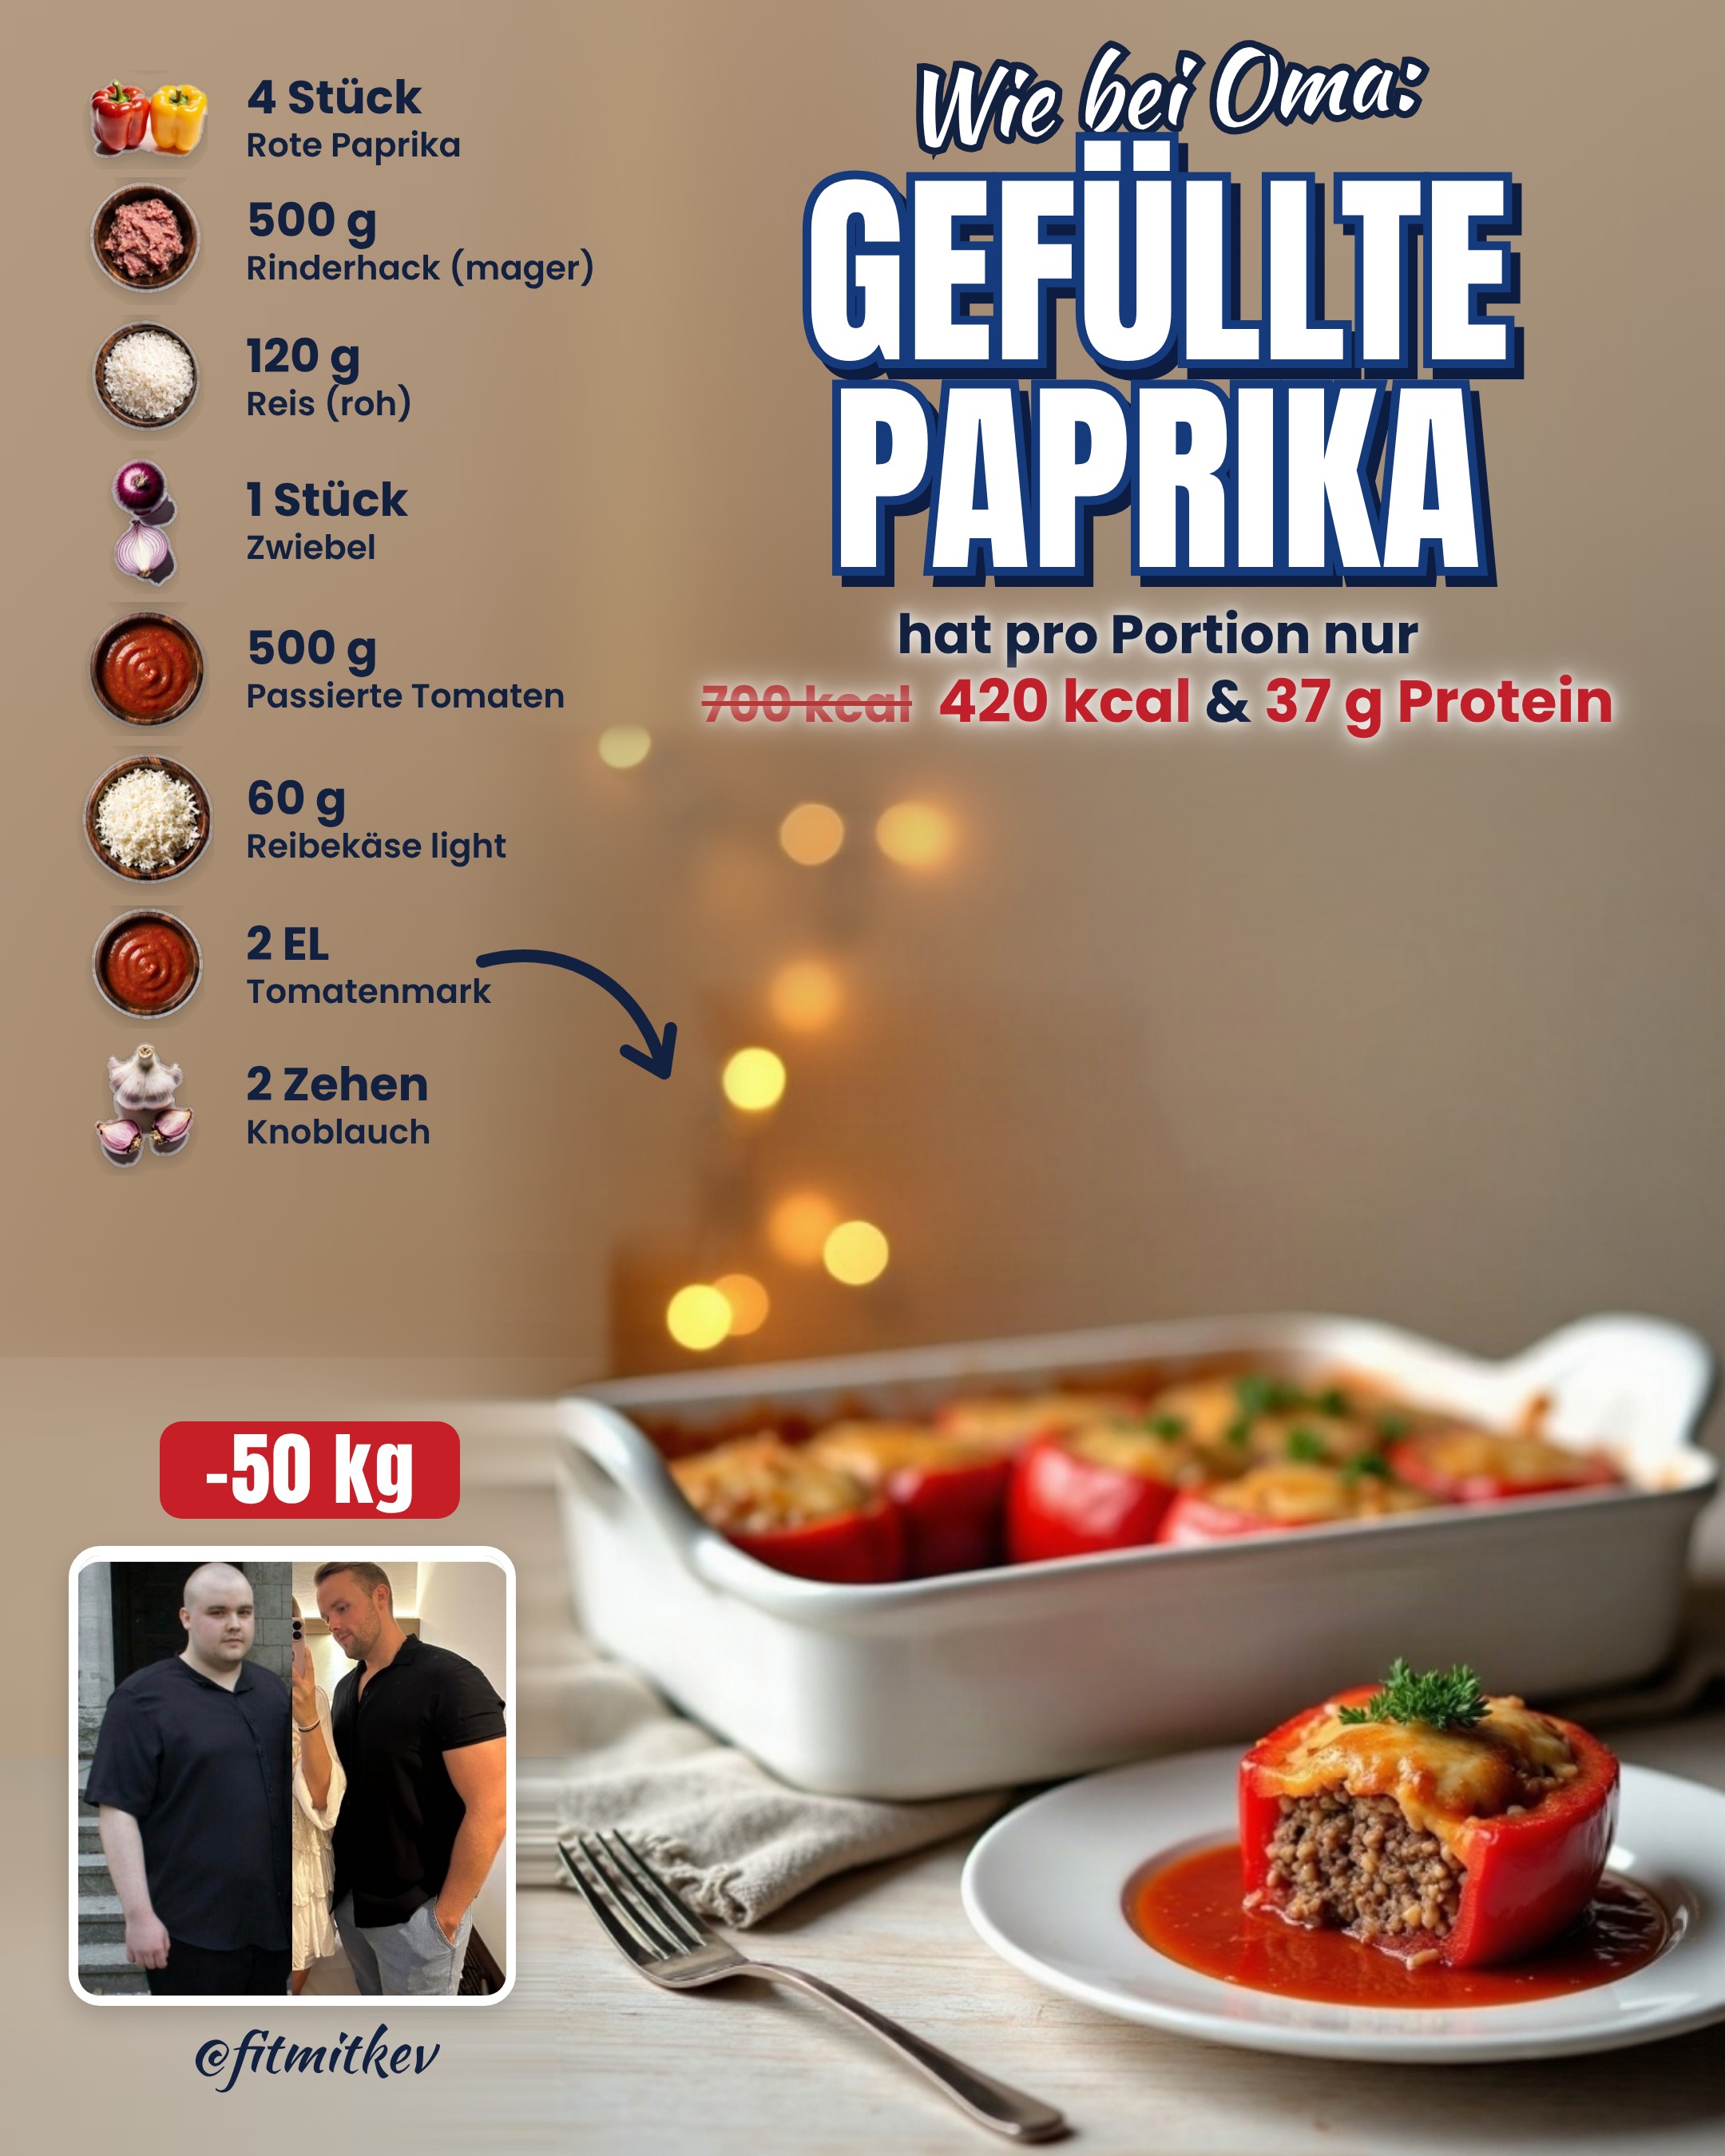 4 Stück
Rote Paprika
500 g
Rinderhack (mager)
120 g
Reis (roh)
1 Stück
Zwiebel
500 g
Passierte Tomaten
60 g
Reibekäse light
2 EL
Tomatenmark
2 Zehen
Knoblauch
Wie bei Oma:
GEFÜLLTE
PAPRIKA
hat pro Portion nur
700 kcal 420 kcal & 37 g Protein
-50 kg
@fitmitkev